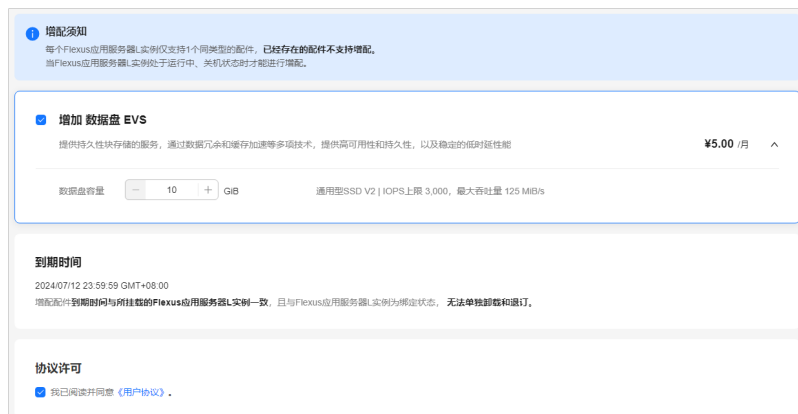 增配须知
每个Flexus应用服务器L实例仅支持1个同类型的配件，已经存在的配件不支持增配。
当Flexus应用服务器L实例处于运行中、关机状态时才能进行增配。
增加 数据盘 EVS
提供持久性块存储的服务，通过数据冗余和缓存加速等多项技术，提供高可用性和持久性，以及稳定的低时延性能
¥5.00 /月
数据盘容量 － 10 ＋ GiB 通用型SSD V2 | IOPS上限 3,000，最大吞吐量 125 MiB/s
到期时间
2024/07/12 23:59:59 GMT+08:00
增配配件到期时间与所挂载的Flexus应用服务器L实例一致，且与Flexus应用服务器L实例为绑定状态， 无法单独卸载和退订。
协议许可
我已阅读并同意《用户协议》。